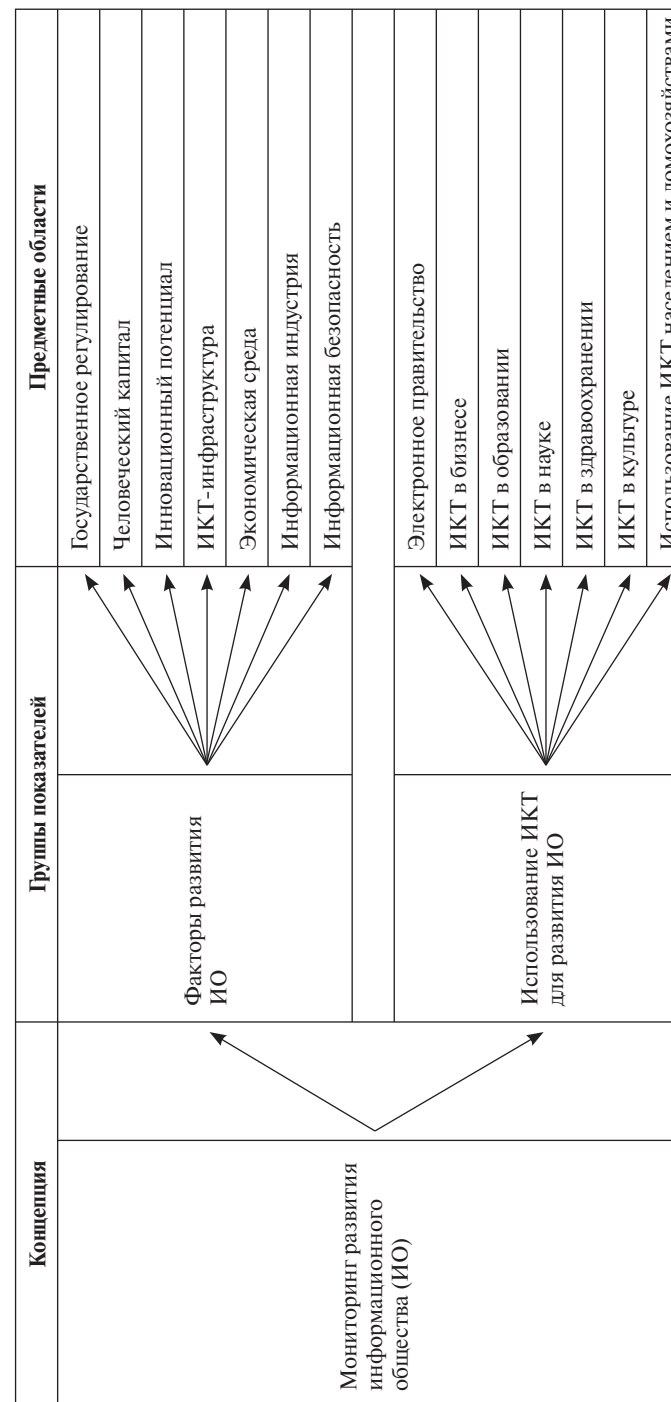 Концепция
Группы показателей
Предметные области
Мониторинг развития
информационного
общества (ИО)
Факторы развития
ИО
Государственное регулирование
Человеческий капитал
Инновационный потенциал
ИКТ-инфраструктура
Экономическая среда
Информационная индустрия
Информационная безопасность
Использование ИКТ
для развития ИО
Электронное правительство
ИКТ в бизнесе
ИКТ в образовании
ИКТ в науке
ИКТ в здравоохранении
ИКТ в культуре
Использование ИКТ населением и домохозяйствами